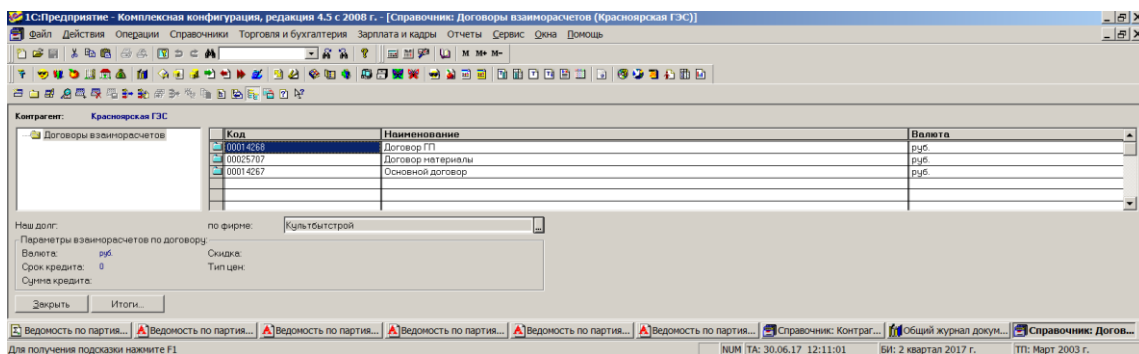 1С:Предприятие - Комплексная конфигурация, редакция 4.5 с 2008 г. - [Справочник: Договоры взаиморасчетов (Красноярская ГЭС)]
Файл Действия Операции Справочники Торговля и бухгалтерия Зарплата и кадры Отчеты Сервис Окна Помощь
M M+ M-
Контрагент: Красноярская ГЭС
Договоры взаиморасчетов
Код Наименование Валюта
00014268 Договор ГП руб.
00025707 Договор материалы руб.
00014267 Основной договор руб.
Наш долг: по фирме: Культбытстрой ...
Параметры взаиморасчетов по договору:
Валюта: руб. Скидка:
Срок кредита: 0 Тип цен:
Сумма кредита:
Закрыть Итоги...
Ведомость по партия... Ведомость по партия... Ведомость по партия... Ведомость по партия... Ведомость по партия... Ведомость по партия... Справочник: Контраг... Общий журнал докум... Справочник: Догов...
Для получения подсказки нажмите F1 NUM TA: 30.06.17 12:11:01 БИ: 2 квартал 2017 г. ТП: Март 2003 г.